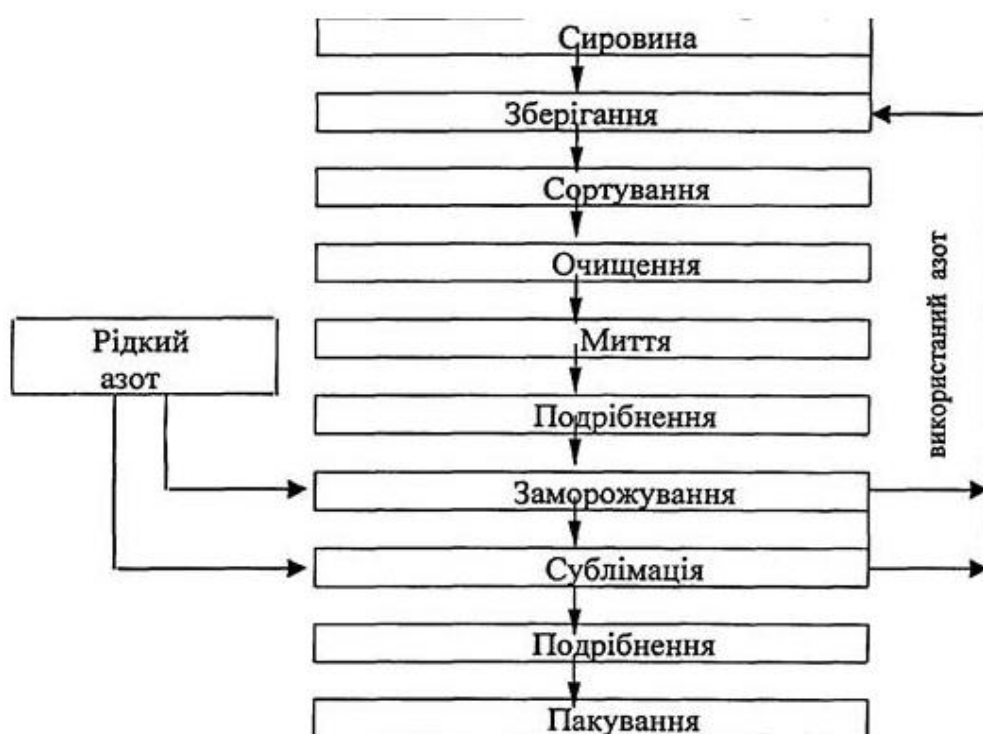 Сировина
Зберігання
Сортування
Очищення
Миття
Рідкий
азот
Подрібнення
Заморожування
Сублімація
Подрібнення
Пакування
використаний азот